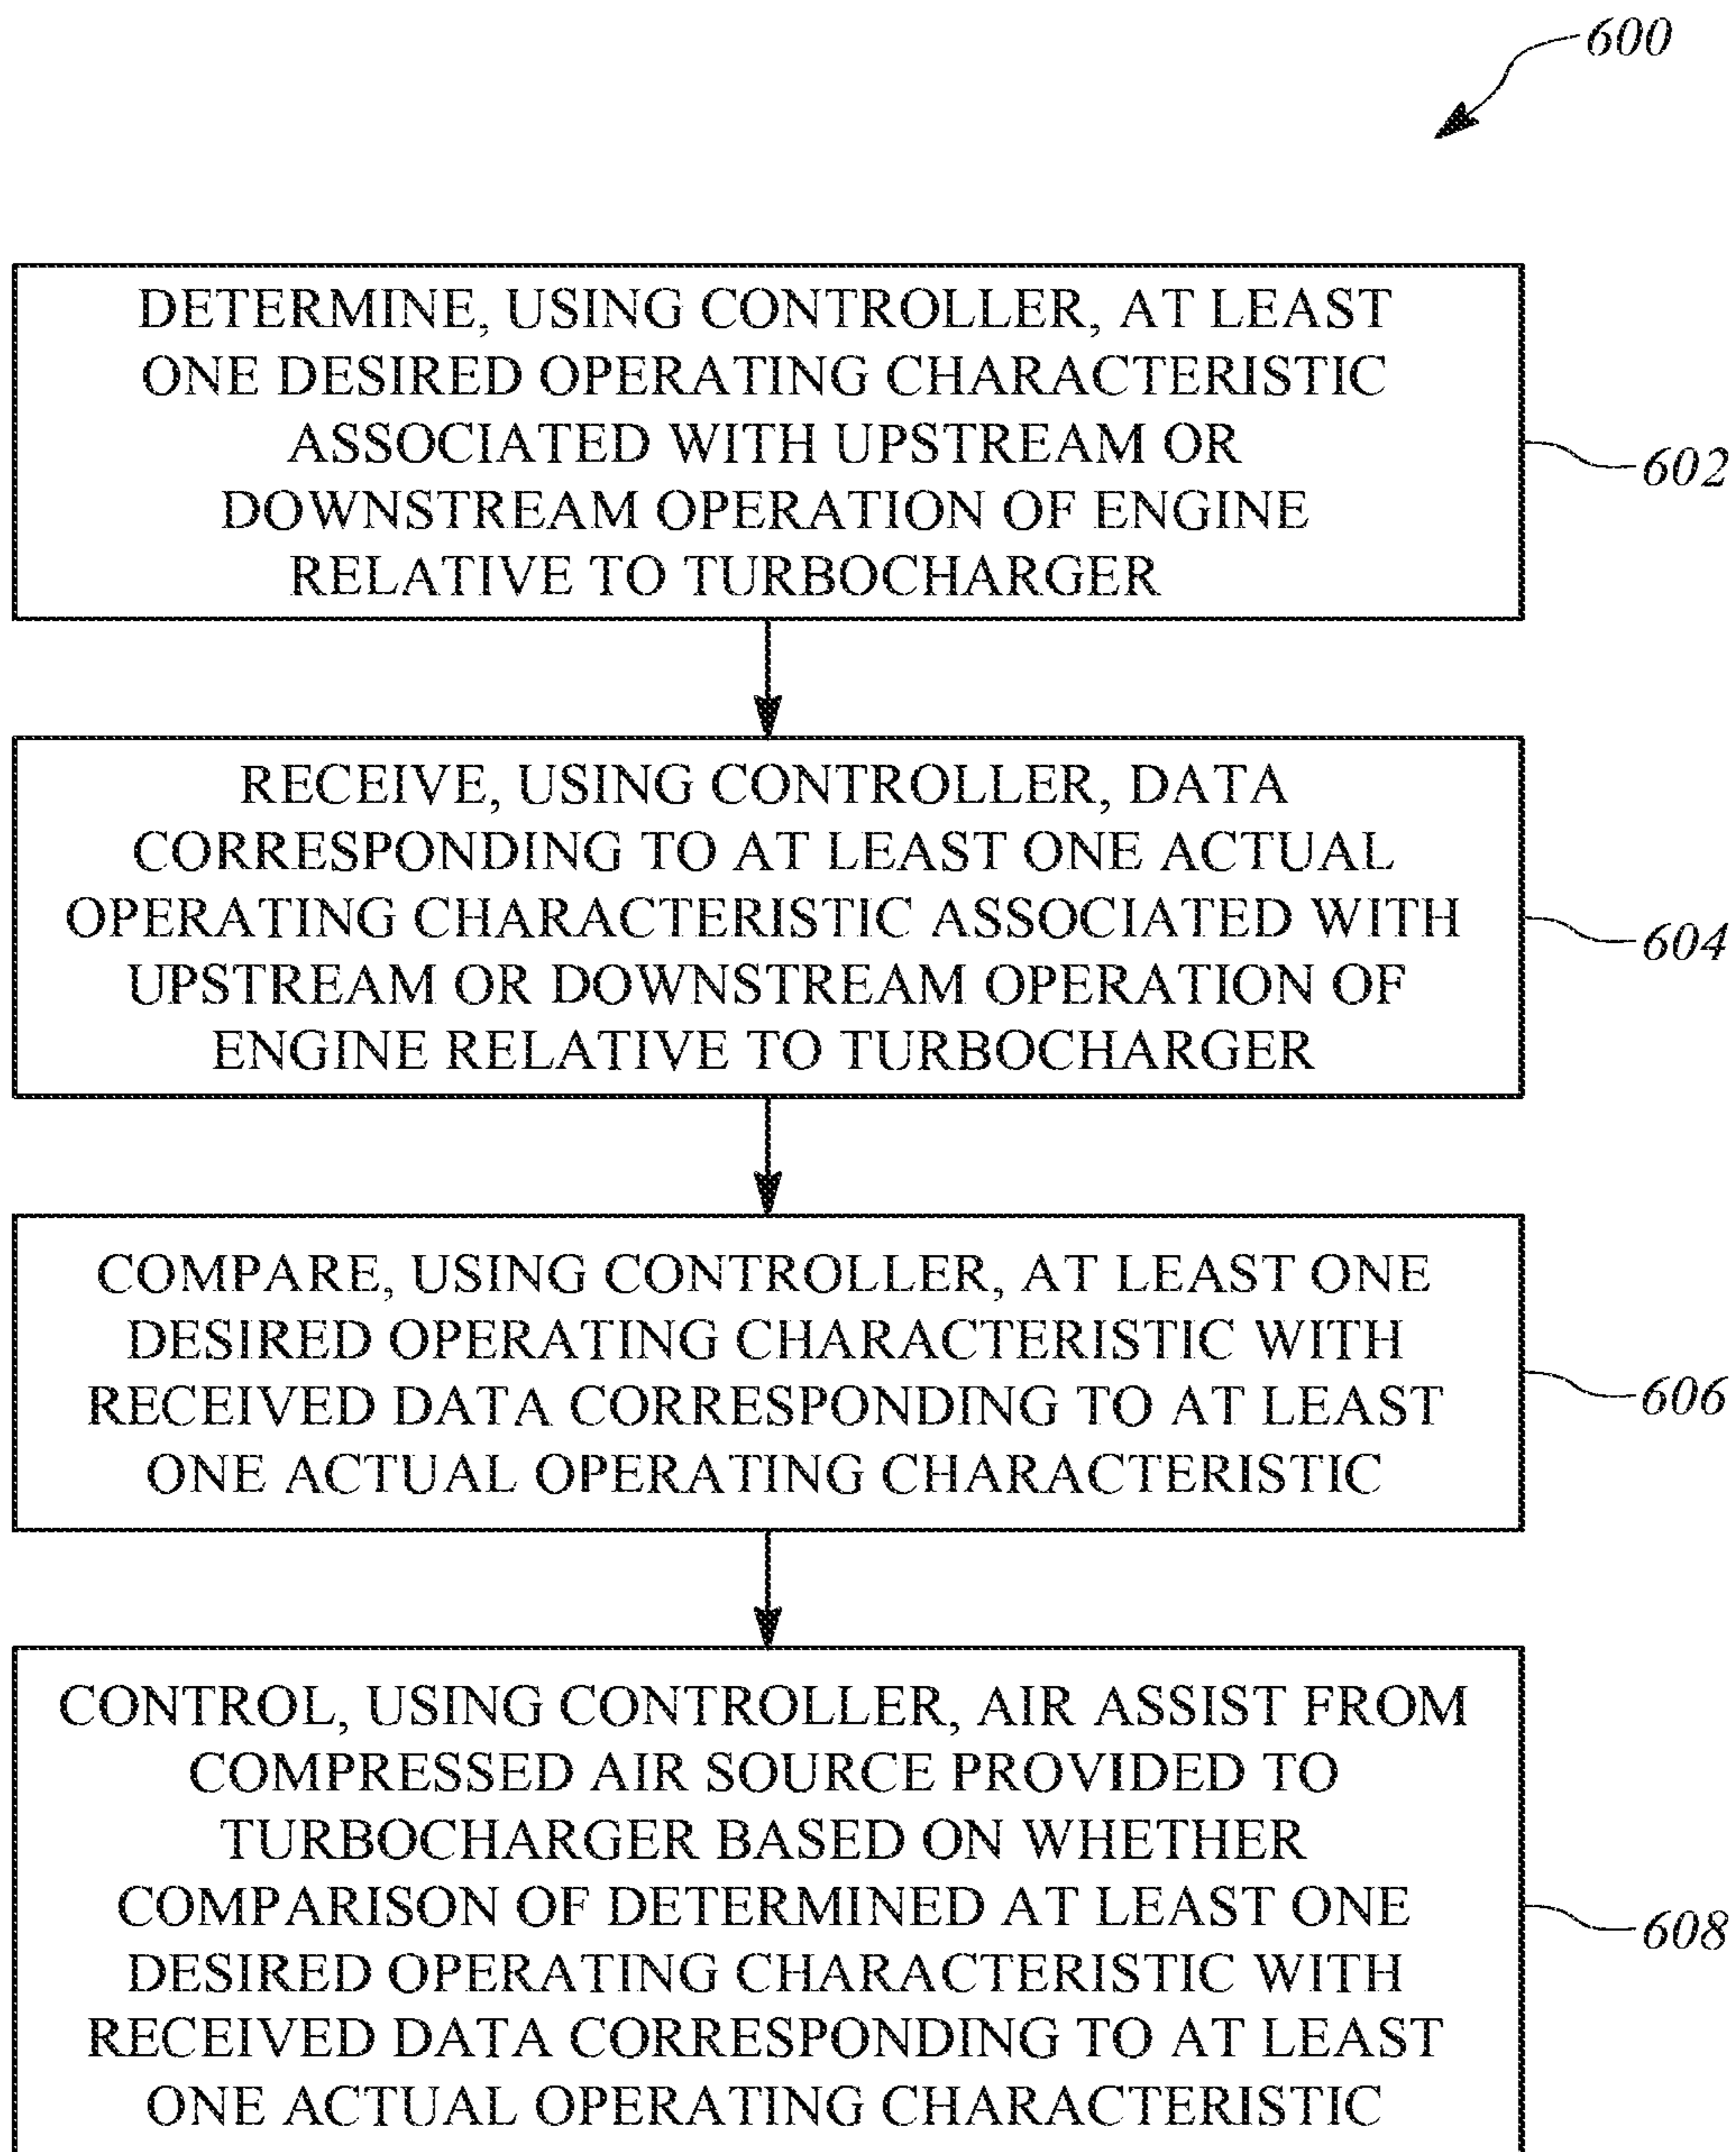 600
DETERMINE, USING CONTROLLER, AT LEAST
ONE DESIRED OPERATING CHARACTERISTIC
ASSOCIATED WITH UPSTREAM OR
DOWNSTREAM OPERATION OF ENGINE
RELATIVE TO TURBOCHARGER
602
RECEIVE, USING CONTROLLER, DATA
CORRESPONDING TO AT LEAST ONE ACTUAL
OPERATING CHARACTERISTIC ASSOCIATED WITH
UPSTREAM OR DOWNSTREAM OPERATION OF
ENGINE RELATIVE TO TURBOCHARGER
604
COMPARE, USING CONTROLLER, AT LEAST ONE
DESIRED OPERATING CHARACTERISTIC WITH
RECEIVED DATA CORRESPONDING TO AT LEAST
ONE ACTUAL OPERATING CHARACTERISTIC
606
CONTROL, USING CONTROLLER, AIR ASSIST FROM
COMPRESSED AIR SOURCE PROVIDED TO
TURBOCHARGER BASED ON WHETHER
COMPARISON OF DETERMINED AT LEAST ONE
DESIRED OPERATING CHARACTERISTIC WITH
RECEIVED DATA CORRESPONDING TO AT LEAST
ONE ACTUAL OPERATING CHARACTERISTIC
608